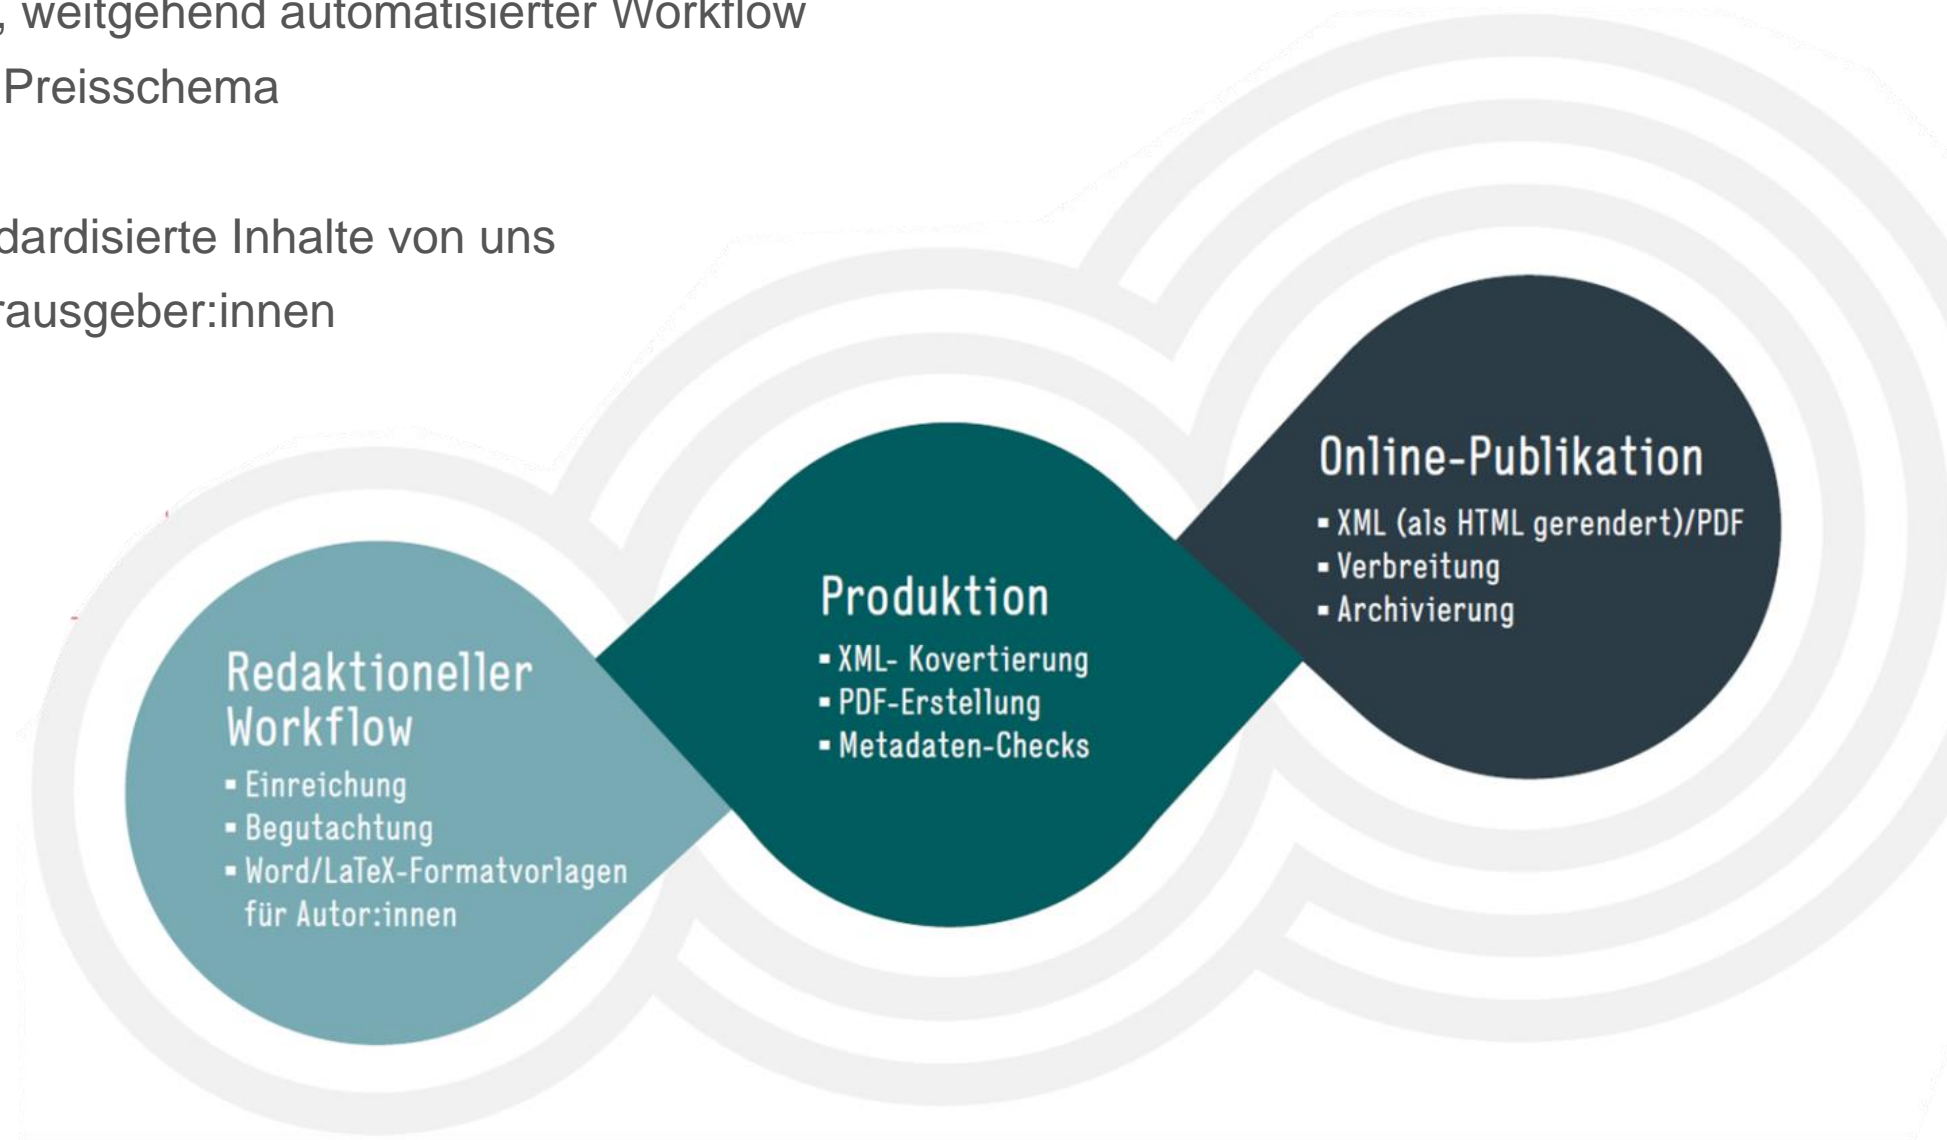 , weitgehend automatisierter Workflow
Preisschema
dardisierte Inhalte von uns
rausgeber:innen
Redaktioneller
Workflow
▪ Einreichung
▪ Begutachtung
▪ Word/LaTeX-Formatvorlagen
für Autor:innen
Produktion
▪ XML- Kovertierung
▪ PDF-Erstellung
▪ Metadaten-Checks
Online-Publikation
▪ XML (als HTML gerendert)/PDF
▪ Verbreitung
▪ Archivierung